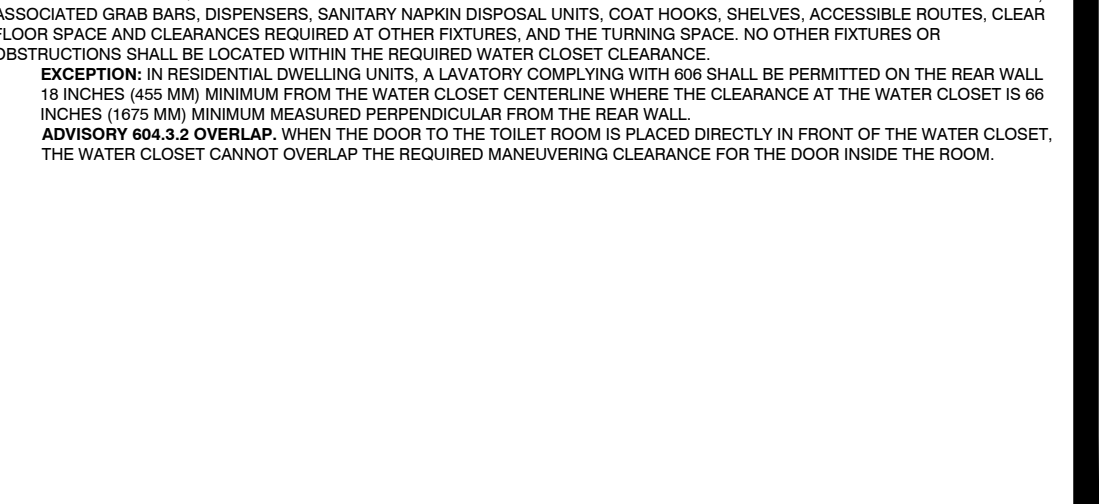 ASSOCIATED GRAB BARS, DISPENSERS, SANITARY NAPKIN DISPOSAL UNITS, COAT HOOKS, SHELVES, ACCESSIBLE ROUTES, CLEAR
FLOOR SPACE AND CLEARANCES REQUIRED AT OTHER FIXTURES, AND THE TURNING SPACE. NO OTHER FIXTURES OR
OBSTRUCTIONS SHALL BE LOCATED WITHIN THE REQUIRED WATER CLOSET CLEARANCE.
EXCEPTION: IN RESIDENTIAL DWELLING UNITS, A LAVATORY COMPLYING WITH 606 SHALL BE PERMITTED ON THE REAR WALL
18 INCHES (455 MM) MINIMUM FROM THE WATER CLOSET CENTERLINE WHERE THE CLEARANCE AT THE WATER CLOSET IS 66
INCHES (1675 MM) MINIMUM MEASURED PERPENDICULAR FROM THE REAR WALL.
ADVISORY 604.3.2 OVERLAP. WHEN THE DOOR TO THE TOILET ROOM IS PLACED DIRECTLY IN FRONT OF THE WATER CLOSET,
THE WATER CLOSET CANNOT OVERLAP THE REQUIRED MANEUVERING CLEARANCE FOR THE DOOR INSIDE THE ROOM.